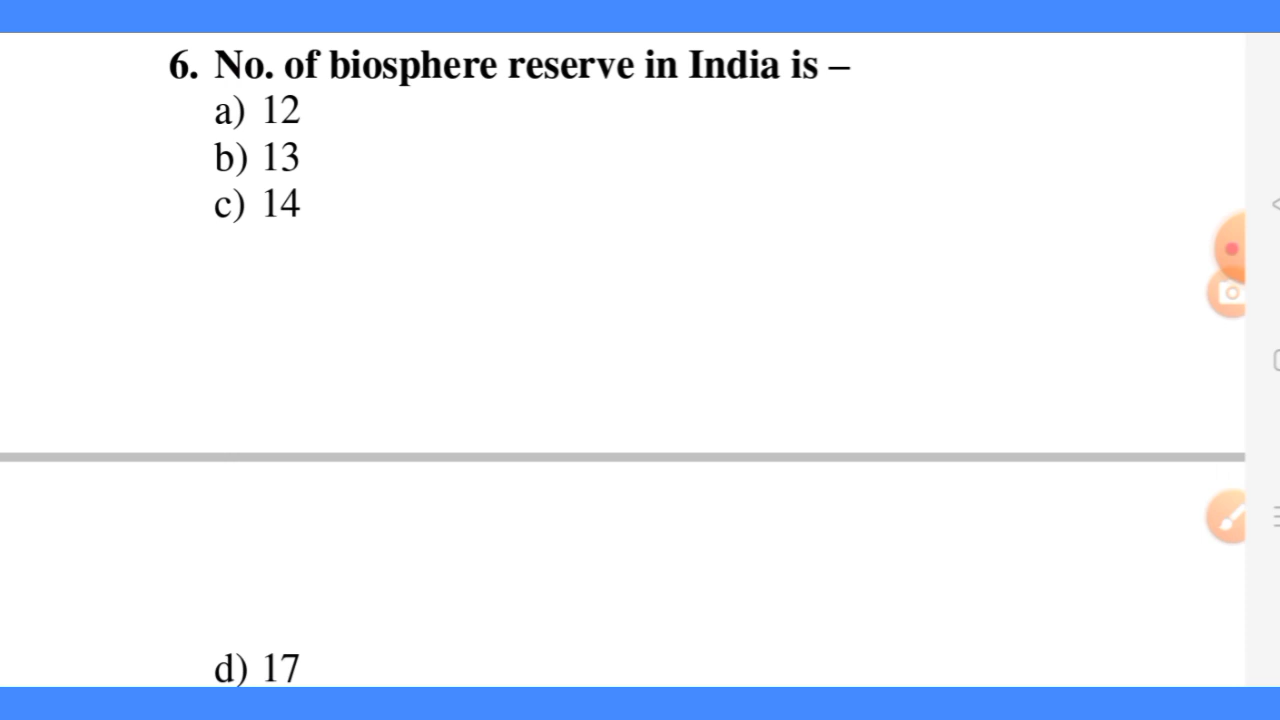 6. No. of biosphere reserve in India is –
a) 12
b) 13
c) 14
d) 17